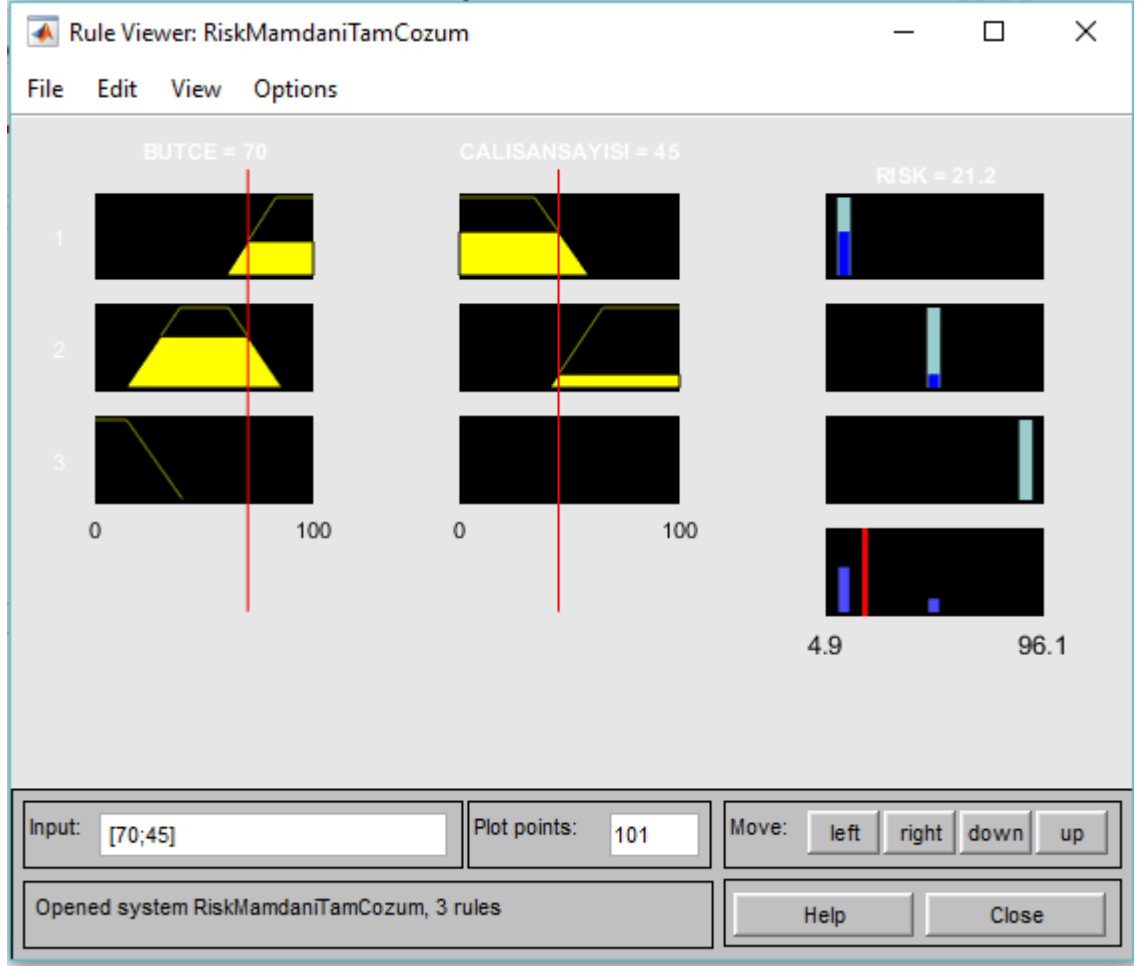 Rule Viewer: RiskMamdaniTamCozum
File Edit View Options
BUTCE = 70 CALISANSAYISI = 45
RISK = 21.2
1
2
3
0 100 0 100
4.9 96.1
Input: [70;45] Plot points: 101 Move: left right down up
Opened system RiskMamdaniTamCozum, 3 rules Help Close